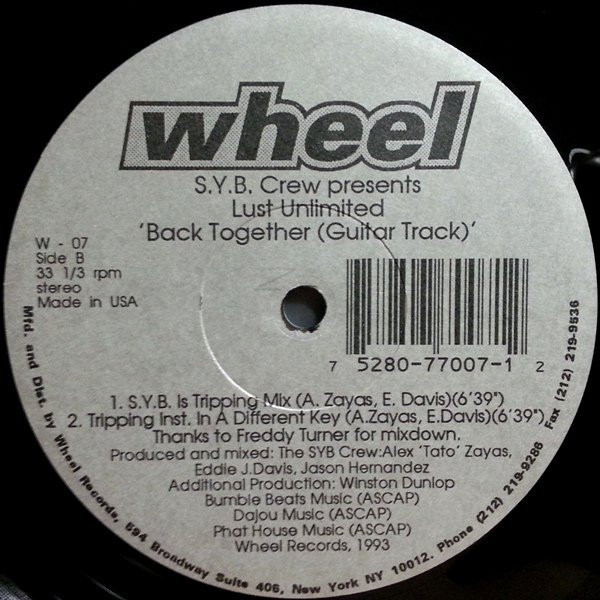 wheel
S.Y.B. Crew presents
Lust Unlimited
'Back Together (Guitar Track)'
W - 07
Side B
33 1/3 rpm
stereo
Made in USA
7 5280-77007-1 2
1. S.Y.B. Is Tripping Mix (A. Zayas, E. Davis)(6'39")
2. Tripping Inst. In A Different Key (A.Zayas, E.Davis)(6'39")
Thanks to Freddy Turner for mixdown.
Produced and mixed: The SYB Crew:Alex 'Tato' Zayas,
Eddie J.Davis, Jason Hernandez
Additional Production: Winston Dunlop
Bumble Beats Music (ASCAP)
Dajou Music (ASCAP)
Phat House Music (ASCAP)
Wheel Records, 1993
Mfd. and Dist. by Wheel Records, 594 Broadway Suite 406, New York NY 10012. Phone (212) 219-9286 Fax (212) 219-9536